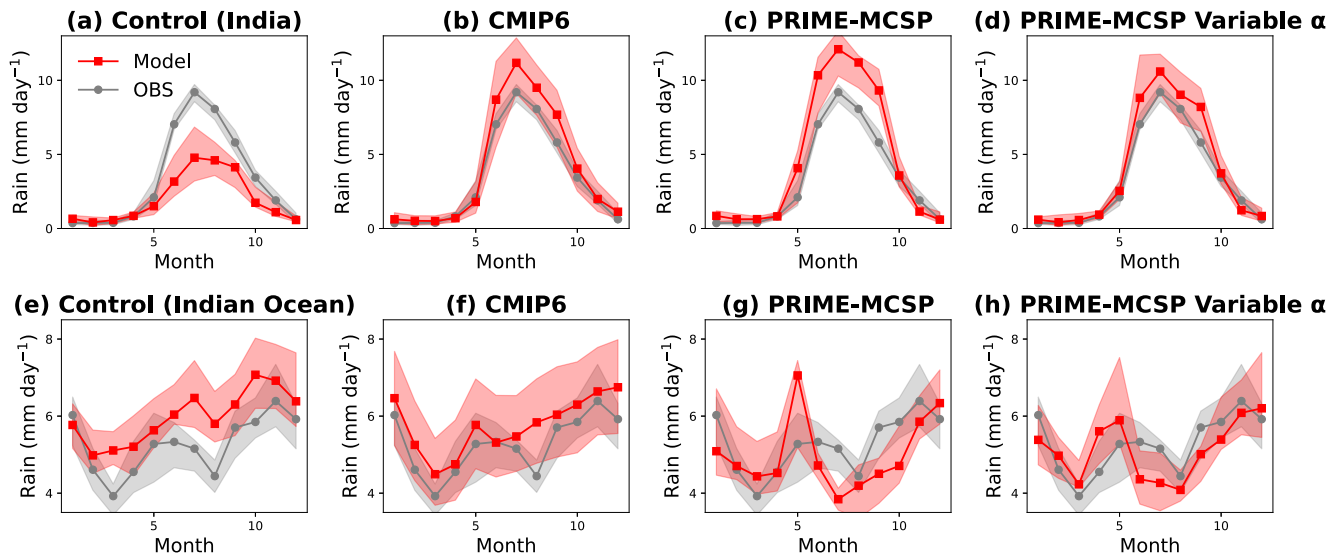 (a) Control (India)
(b) CMIP6
(c) PRIME-MCSP
(d) PRIME-MCSP Variable α
Rain (mm day⁻¹)
10
5
0
Model
OBS
5
10
Month
Rain (mm day⁻¹)
10
5
0
5
10
Month
Rain (mm day⁻¹)
10
5
0
5
10
Month
Rain (mm day⁻¹)
10
5
0
5
10
Month
(e) Control (Indian Ocean)
(f) CMIP6
(g) PRIME-MCSP
(h) PRIME-MCSP Variable α
Rain (mm day⁻¹)
8
6
4
5
10
Month
Rain (mm day⁻¹)
8
6
4
5
10
Month
Rain (mm day⁻¹)
8
6
4
5
10
Month
Rain (mm day⁻¹)
8
6
4
5
10
Month